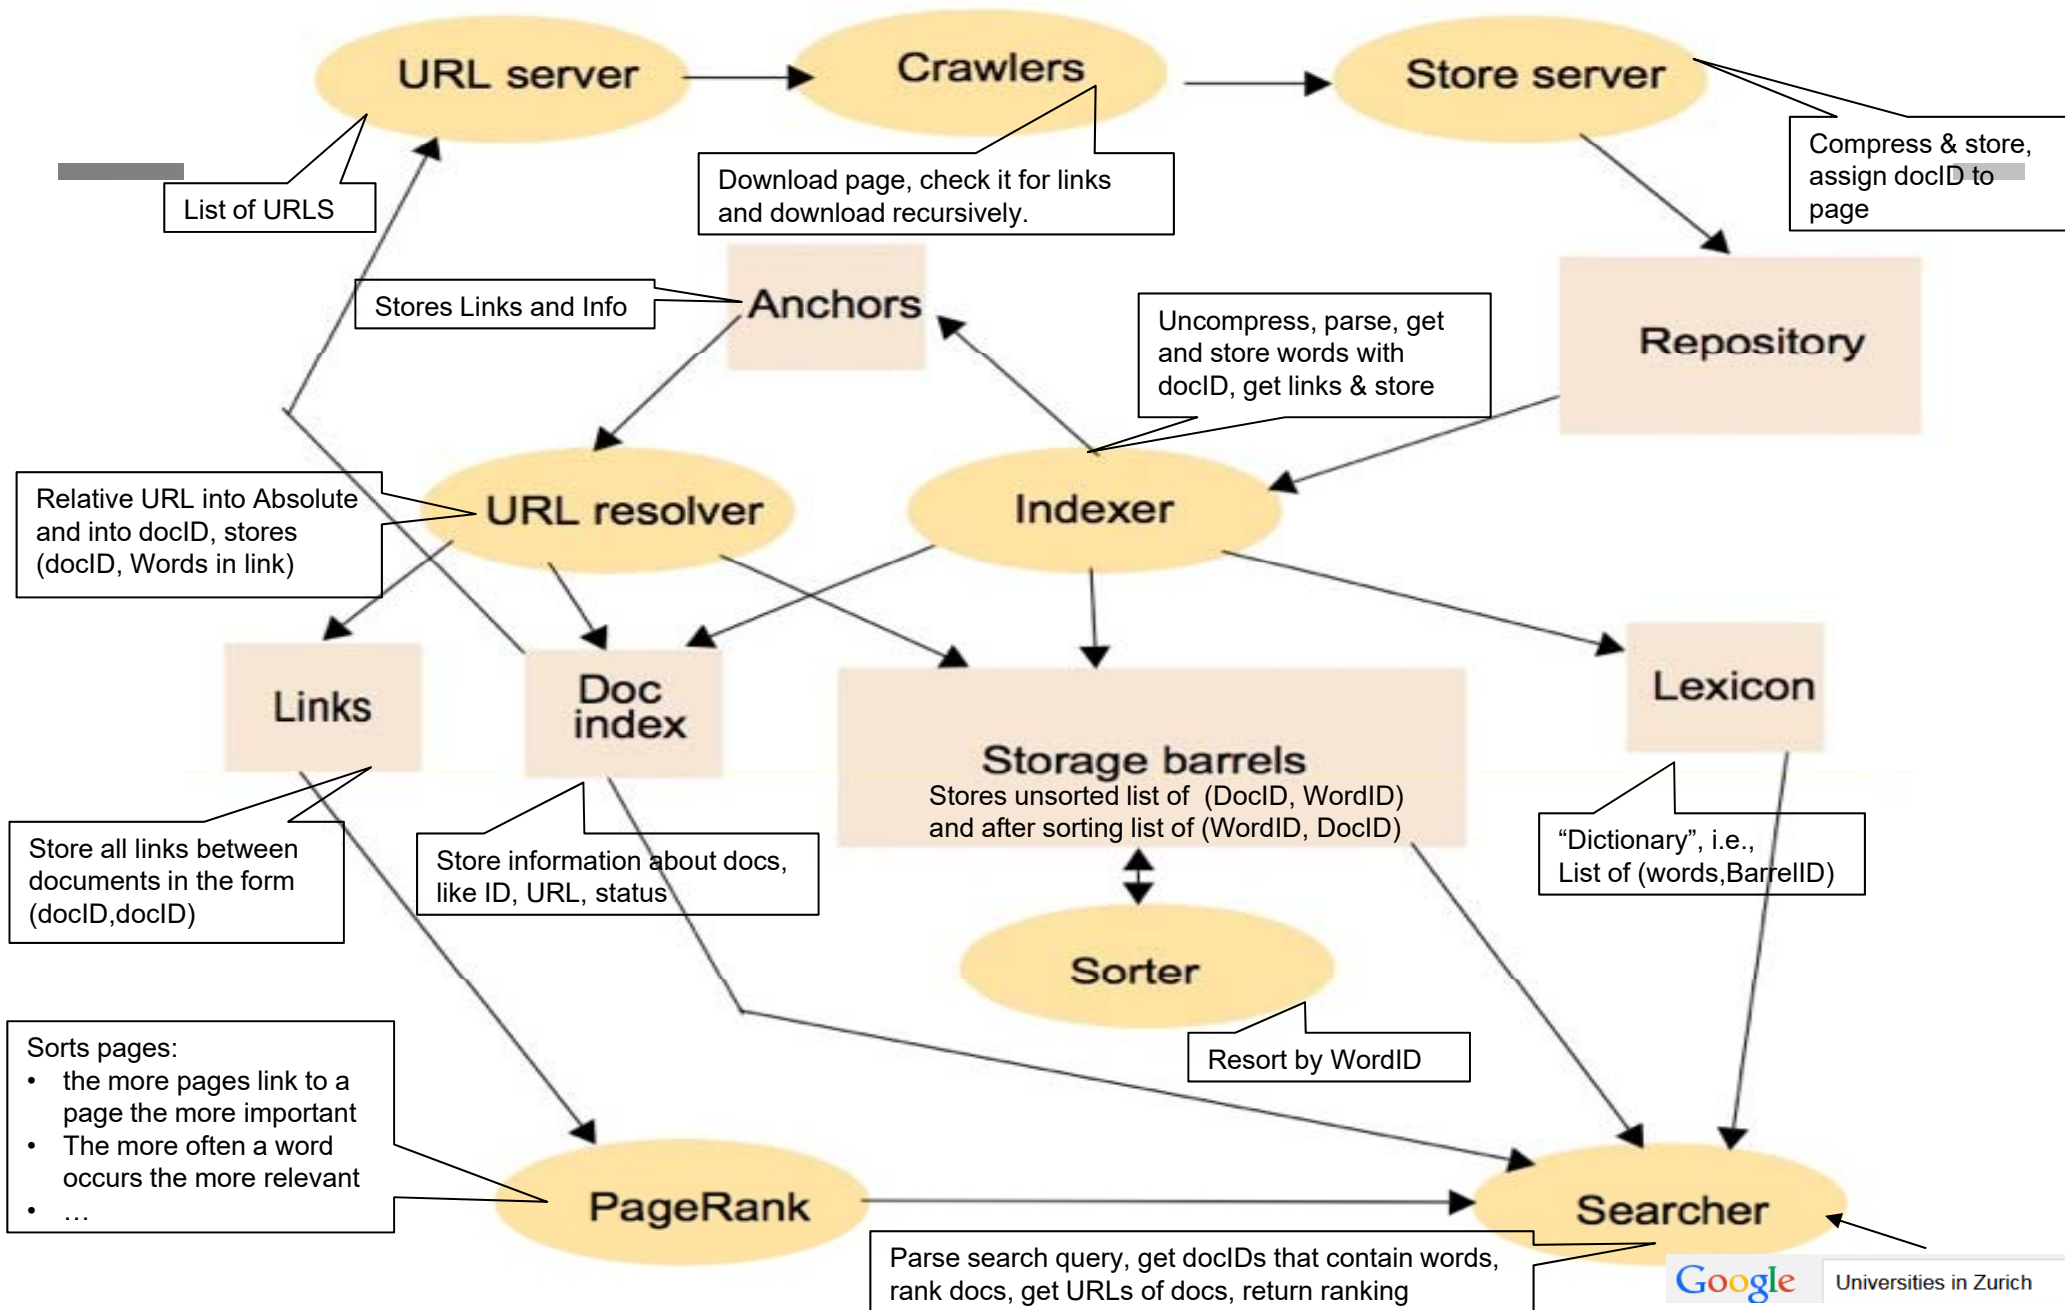 URL server
Crawlers
Store server
List of URLS
Download page, check it for links
and download recursively.
Compress & store,
assign docID to
page
Stores Links and Info
Anchors
Uncompress, parse, get
and store words with
docID, get links & store
Repository
Relative URL into Absolute
and into docID, stores
(docID, Words in link)
URL resolver
Indexer
Links
Doc
index
Storage barrels
Stores unsorted list of (DocID, WordID)
and after sorting list of (WordID, DocID)
Lexicon
Store all links between
documents in the form
(docID,docID)
Store information about docs,
like ID, URL, status
“Dictionary”, i.e.,
List of (words,BarrelID)
Sorter
Resort by WordID
Sorts pages:
• the more pages link to a
page the more important
• The more often a word
occurs the more relevant
• …
PageRank
Searcher
Parse search query, get docIDs that contain words,
rank docs, get URLs of docs, return ranking
Google
Universities in Zurich